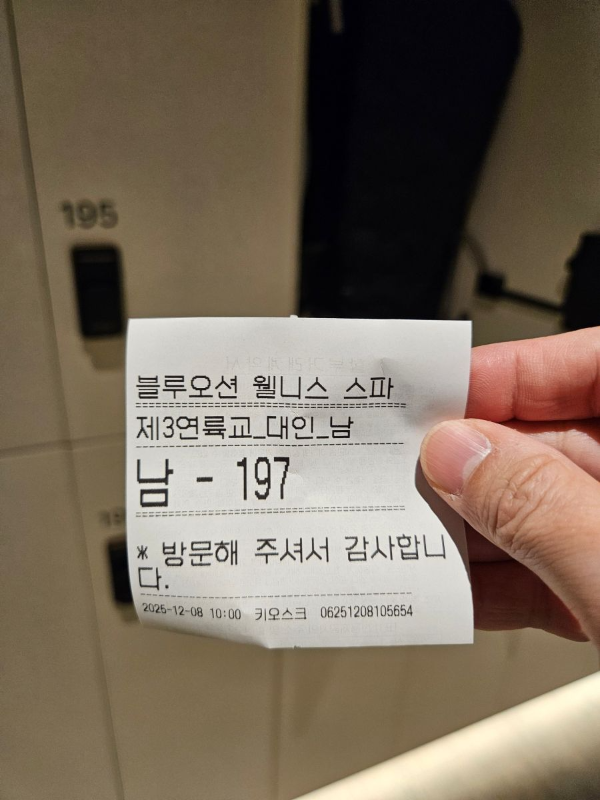 195
블루오션 웰니스 스파
제3연륙교_대인_남
남 - 197
* 방문해 주셔서 감사합니
다.
2025-12-08 10:00 키오스크 06251208105654